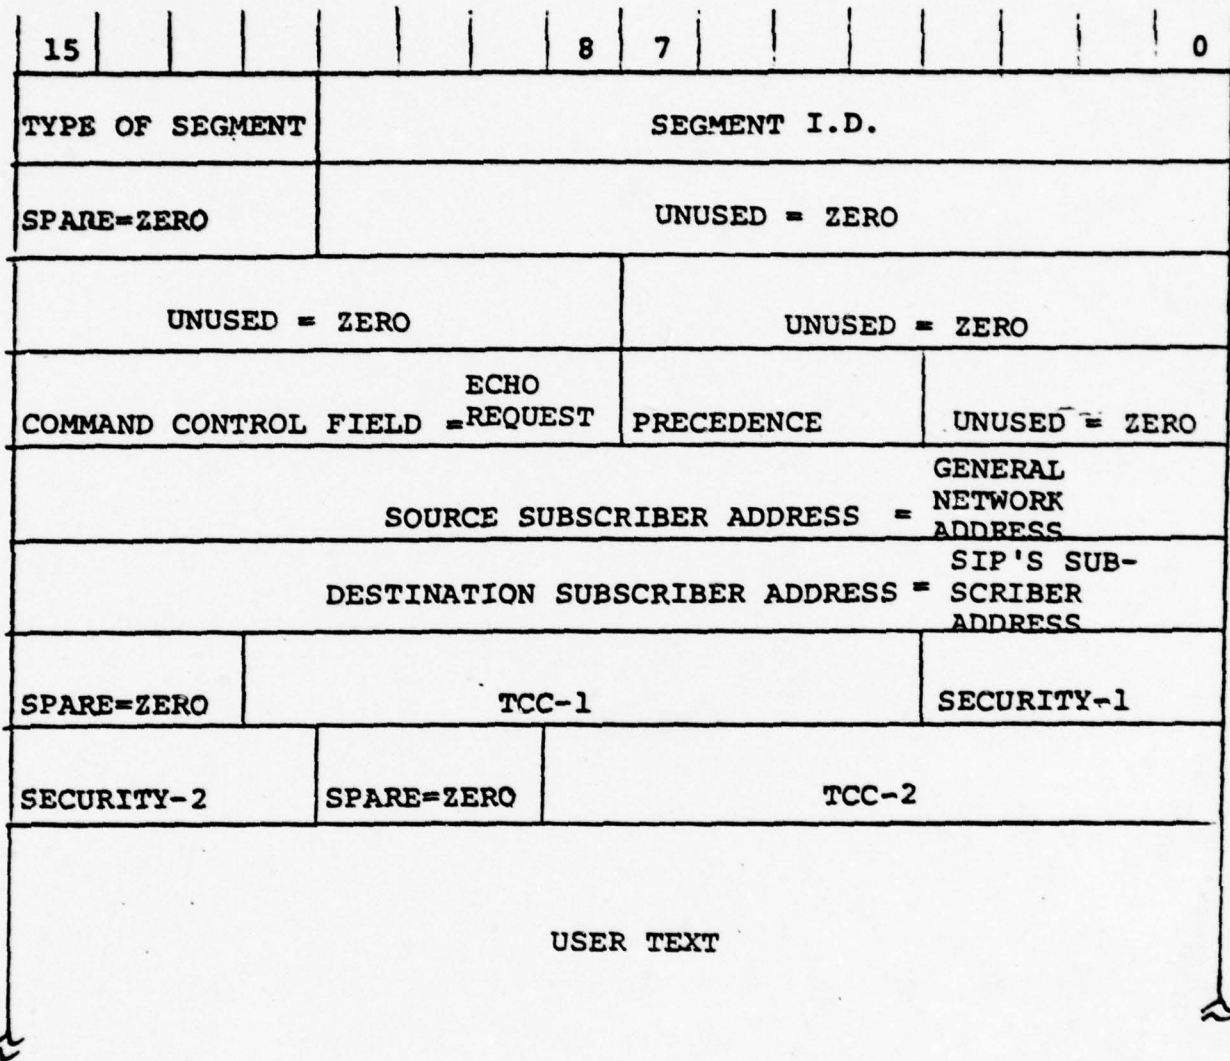 15 8 7 0
TYPE OF SEGMENT SEGMENT I.D.
SPARE=ZERO UNUSED = ZERO
UNUSED = ZERO UNUSED = ZERO
COMMAND CONTROL FIELD = ECHO REQUEST PRECEDENCE UNUSED = ZERO
SOURCE SUBSCRIBER ADDRESS = GENERAL
NETWORK
ADDRESS
DESTINATION SUBSCRIBER ADDRESS = SIP'S SUB-
SCRIBER
ADDRESS
SPARE=ZERO TCC-1 SECURITY-1
SECURITY-2 SPARE=ZERO TCC-2
USER TEXT